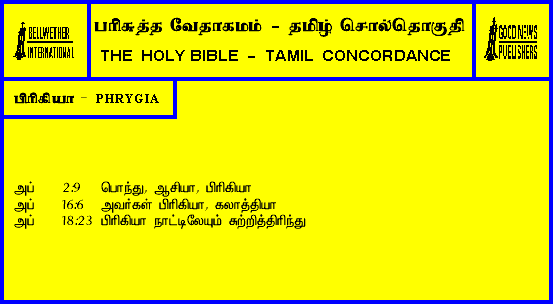 BELLWETHER
INTERNATIONAL
பரிசுத்த வேதாகமம் - தமிழ் சொல்தொகுதி
THE HOLY BIBLE - TAMIL CONCORDANCE
GOOD NEWS
PUBLISHERS
பிரிகியா - PHRYGIA
அப் 2:9 பொந்து, ஆசியா, பிரிகியா
அப் 16:6 அவர்கள் பிரிகியா, கலாத்தியா
அப் 18:23 பிரிகியா நாட்டிலேயும் சுற்றித்திரிந்து